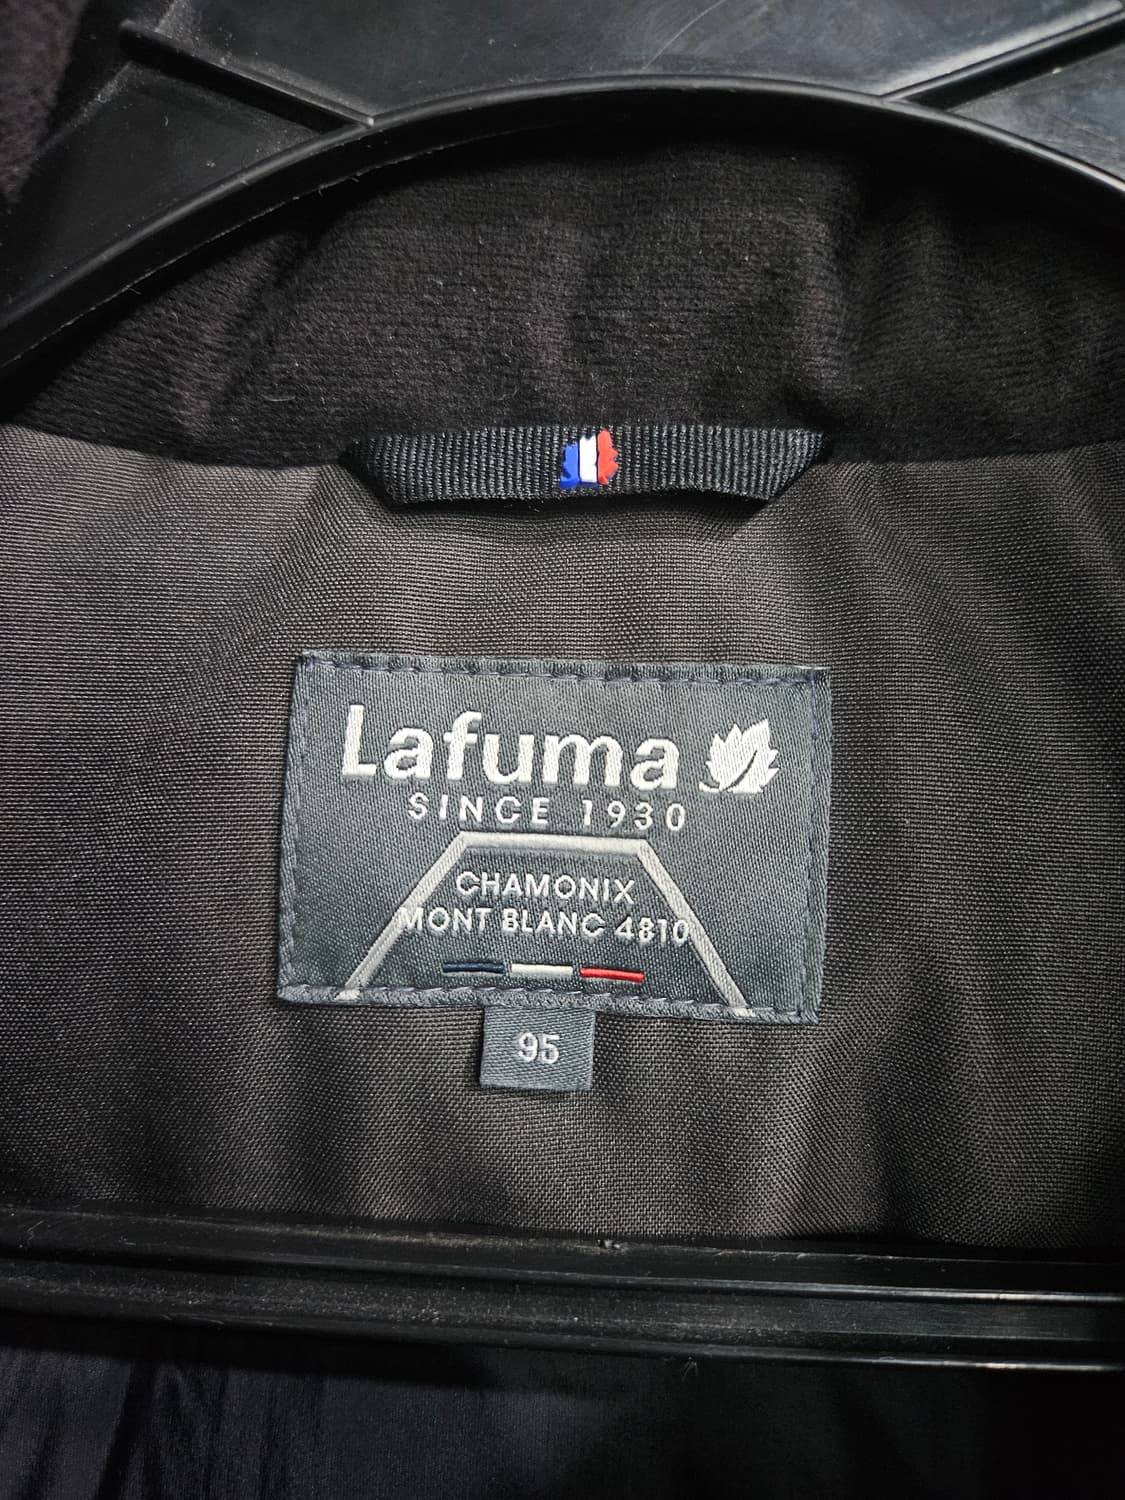 Lafuma
SINCE 1930
CHAMONIX
MONT BLANC 4810
95